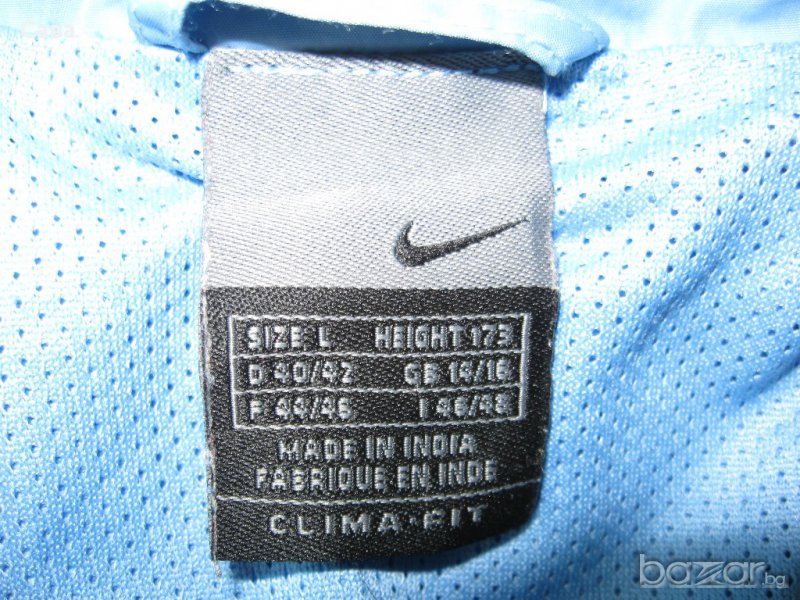 SIZE L HEIGHT 173
D 40/42 GB 14/16
F 44/46 I 46/48
MADE IN INDIA
FABRIQUE EN INDE
CLIMA·FIT
bazar.bg